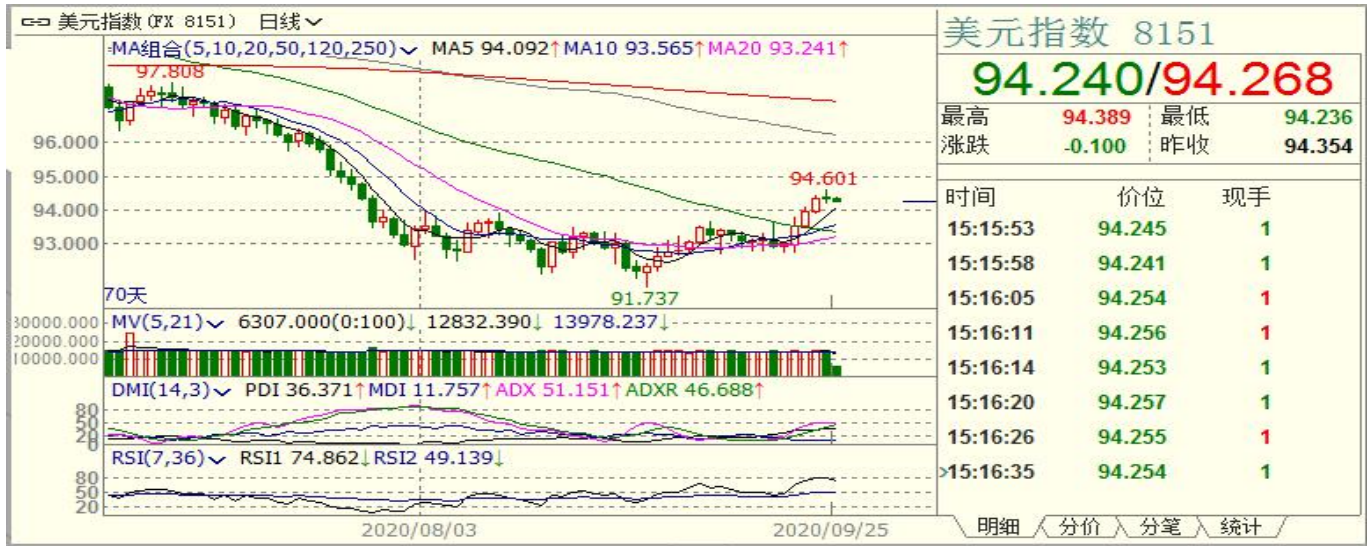 美元指数(FX 8151) 日线
MA组合(5,10,20,50,120,250) MA5 94.092↑MA10 93.565↑MA20 93.241↑
97.808
96.000
95.000
94.601
94.000
93.000
91.737
70天
MV(5,21) 6307.000(0:100)↓ 12832.390↓ 13978.237↓
30000.000
20000.000
10000.000
DMI(14,3) PDI 36.371↑MDI 11.757↑ADX 51.151↑ADXR 46.688↑
80
50
20
0
RSI(7,36) RSI1 74.862↓RSI2 49.139↓
80
50
20
2020/08/03 2020/09/25
美元指数 8151
94.240/94.268
最高 94.389 最低 94.236
涨跌 -0.100 昨收 94.354
时间 价位 现手
15:15:53 94.245 1
15:15:58 94.241 1
15:16:05 94.254 1
15:16:11 94.256 1
15:16:14 94.253 1
15:16:20 94.257 1
15:16:26 94.255 1
>15:16:35 94.254 1
明细 分价 分笔 统计